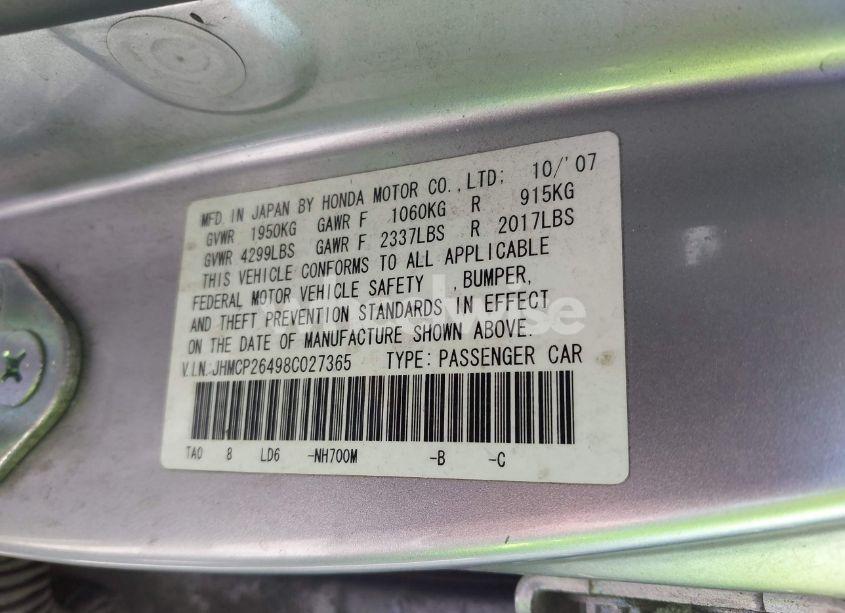 MFD. IN JAPAN BY HONDA MOTOR CO.,LTD; 10/'07
GVWR 1950KG GAWR F 1060KG R 915KG
GVWR 4299LBS GAWR F 2337LBS R 2017LBS
THIS VEHICLE CONFORMS TO ALL APPLICABLE
FEDERAL MOTOR VEHICLE SAFETY ,BUMPER,
AND THEFT PREVENTION STANDARDS IN EFFECT
ON THE DATE OF MANUFACTURE SHOWN ABOVE.
V.I.N.:JHMCP26498C027365 TYPE:PASSENGER CAR
TA0 8 LD6 -NH700M -B -C